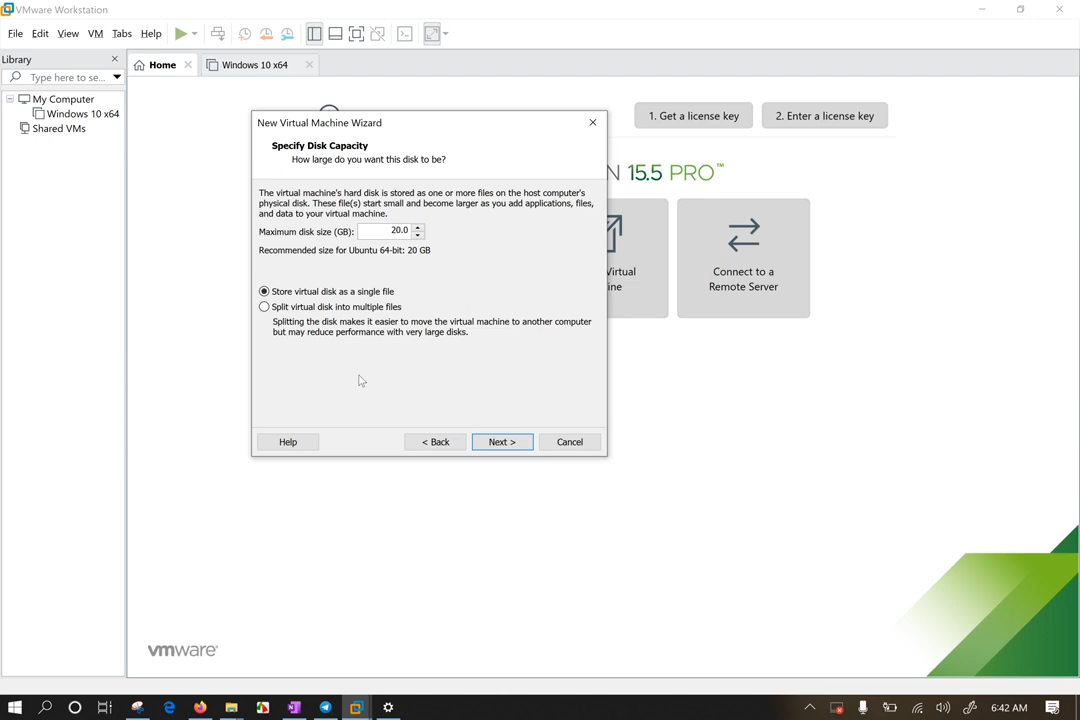 VMware Workstation
File Edit View VM Tabs Help
Library
Type here to se...
My Computer
Windows 10 x64
Shared VMs
Home
Windows 10 x64
1. Get a license key
2. Enter a license key
N 15.5 PRO™
Virtual
ine
Connect to a
Remote Server
New Virtual Machine Wizard
Specify Disk Capacity
How large do you want this disk to be?
The virtual machine's hard disk is stored as one or more files on the host computer's
physical disk. These file(s) start small and become larger as you add applications, files,
and data to your virtual machine.
Maximum disk size (GB): 20.0
Recommended size for Ubuntu 64-bit: 20 GB
Store virtual disk as a single file
Split virtual disk into multiple files
Splitting the disk makes it easier to move the virtual machine to another computer
but may reduce performance with very large disks.
Help
< Back
Next >
Cancel
vmware®
6:42 AM